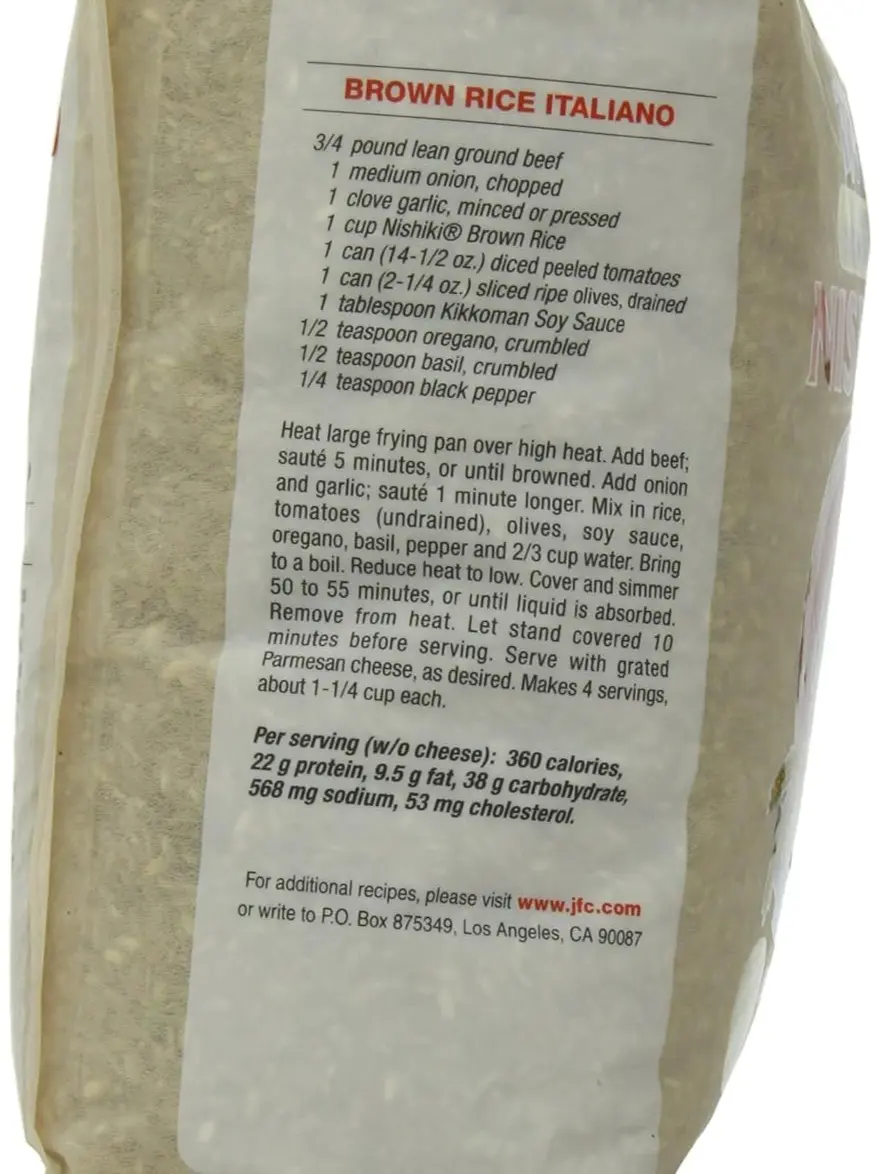 BROWN RICE ITALIANO
3/4 pound lean ground beef
1 medium onion, chopped
1 clove garlic, minced or pressed
1 cup Nishiki® Brown Rice
1 can (14-1/2 oz.) diced peeled tomatoes
1 can (2-1/4 oz.) sliced ripe olives, drained
1 tablespoon Kikkoman Soy Sauce
1/2 teaspoon oregano, crumbled
1/2 teaspoon basil, crumbled
1/4 teaspoon black pepper
Heat large frying pan over high heat. Add beef;
sauté 5 minutes, or until browned. Add onion
and garlic; sauté 1 minute longer. Mix in rice,
tomatoes (undrained), olives, soy sauce,
oregano, basil, pepper and 2/3 cup water. Bring
to a boil. Reduce heat to low. Cover and simmer
50 to 55 minutes, or until liquid is absorbed.
Remove from heat. Let stand covered 10
minutes before serving. Serve with grated
Parmesan cheese, as desired. Makes 4 servings,
about 1-1/4 cup each.
Per serving (w/o cheese): 360 calories,
22 g protein, 9.5 g fat, 38 g carbohydrate,
568 mg sodium, 53 mg cholesterol.
For additional recipes, please visit www.jfc.com
or write to P.O. Box 875349, Los Angeles, CA 90087